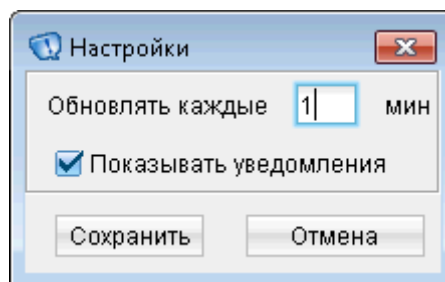 Настройки
Обновлять каждые 1 мин
Показывать уведомления
Сохранить Отмена